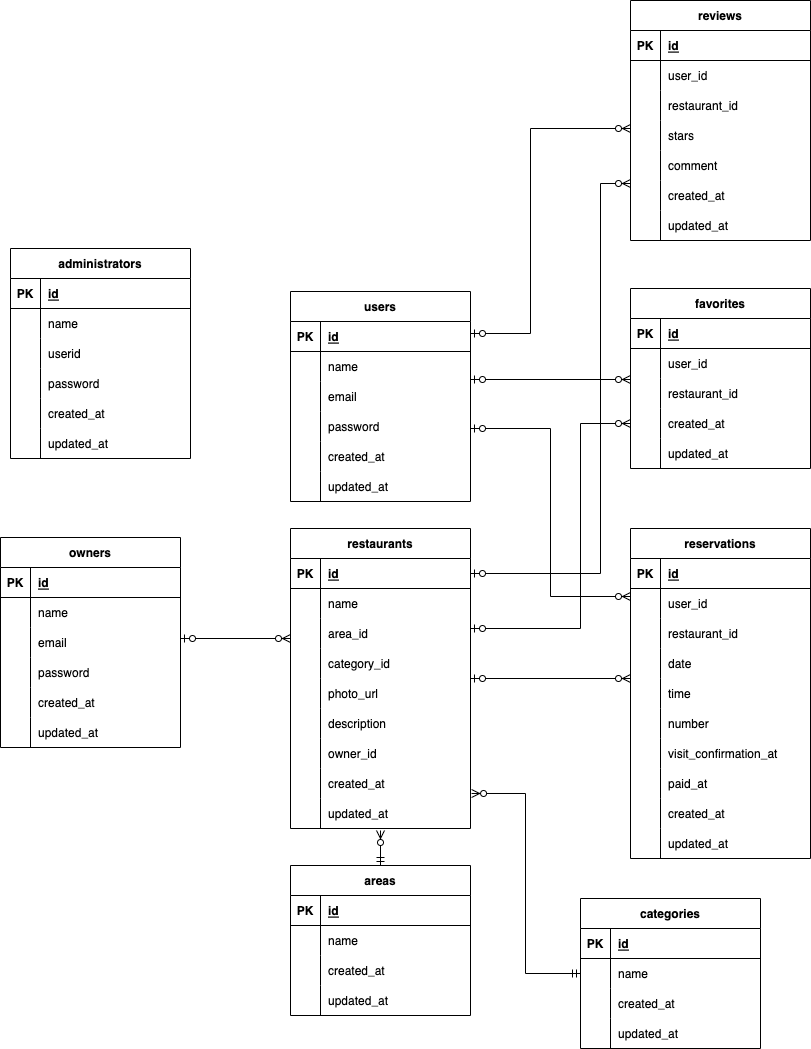 reviews
PK id
user_id
restaurant_id
stars
comment
created_at
updated_at
administrators
PK id
name
userid
password
created_at
updated_at
users
PK id
name
email
password
created_at
updated_at
favorites
PK id
user_id
restaurant_id
created_at
updated_at
owners
PK id
name
email
password
created_at
updated_at
restaurants
PK id
name
area_id
category_id
photo_url
description
owner_id
created_at
updated_at
reservations
PK id
user_id
restaurant_id
date
time
number
visit_confirmation_at
paid_at
created_at
updated_at
areas
PK id
name
created_at
updated_at
categories
PK id
name
created_at
updated_at